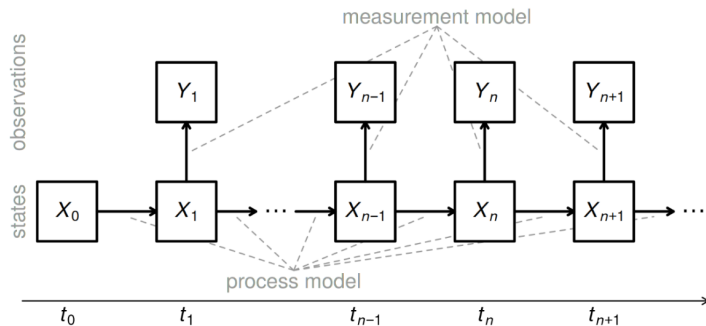 measurement model
observations
Y1 Yn−1 Yn Yn+1
states
X0 X1 ··· Xn−1 Xn Xn+1 ···
process model
t0 t1 tn−1 tn tn+1